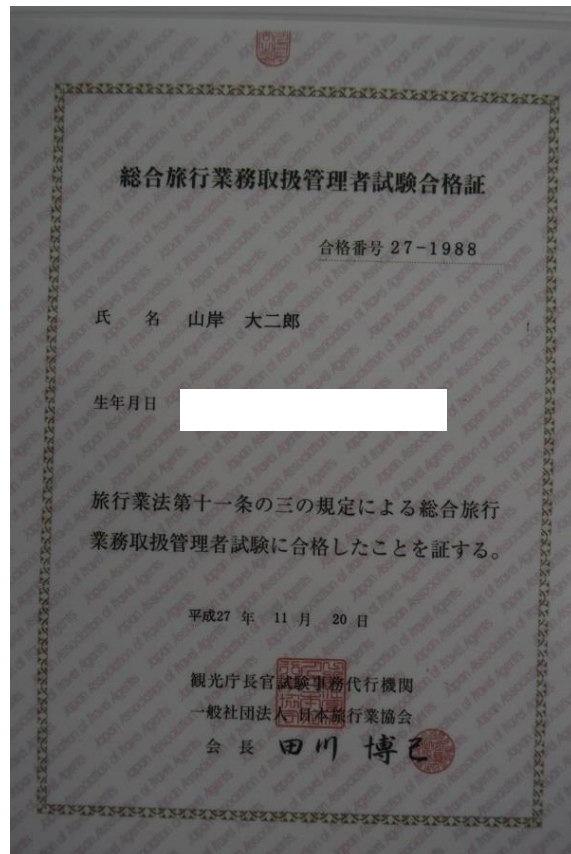 総合旅行業務取扱管理者試験合格証
合格番号 27-1988
氏 名 山岸 大二郎
生年月日
旅行業法第十一条の三の規定による総合旅行
業務取扱管理者試験に合格したことを証する。
平成27 年 11 月 20 日
観光庁長官試験事務代行機関
一般社団法人 日本旅行業協会
会 長 田川 博己
Japan Association of Travel Agents